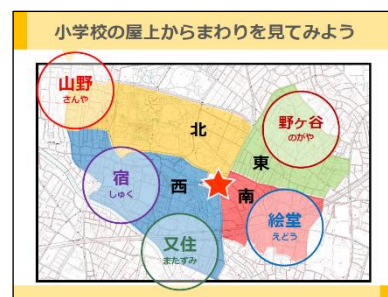 小学校の屋上からまわりを見てみよう
山野
さんや
北
野ヶ谷
のがや
東
宿
しゅく
西
南
絵堂
えどう
又住
またずみ